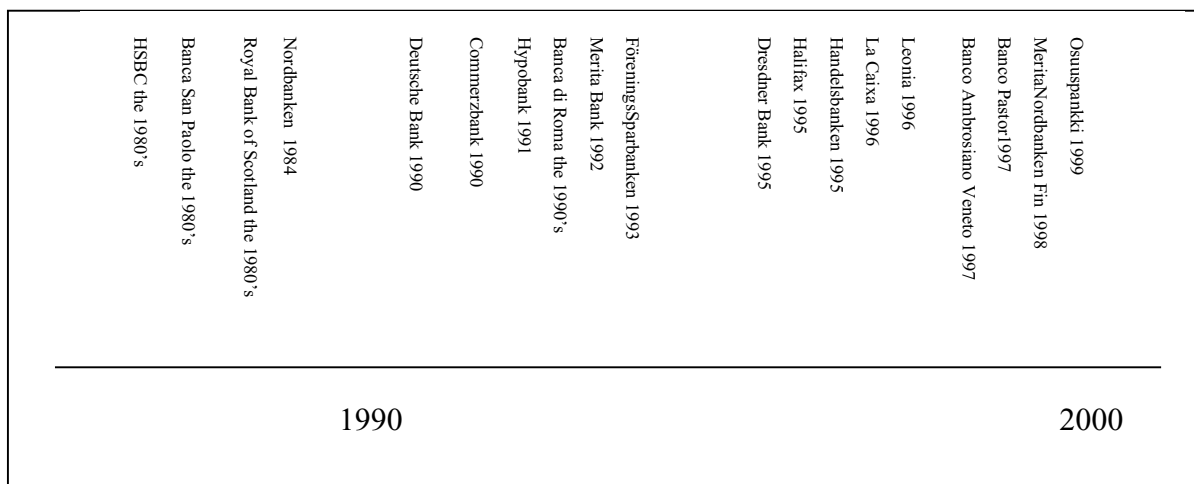 HSBC the 1980’s
Banca San Paolo the 1980’s
Royal Bank of Scotland the 1980’s
Nordbanken 1984
Deutsche Bank 1990
Commerzbank 1990
Hypobank 1991
Banca di Roma the 1990’s
Merita Bank 1992
FöreningsSparbanken 1993
Dresdner Bank 1995
Halifax 1995
Handelsbanken 1995
La Caixa 1996
Leonia 1996
Banco Ambrosiano Veneto 1997
Banco Pastor1997
MeritaNordbanken Fin 1998
Osuuspankki 1999
1990
2000